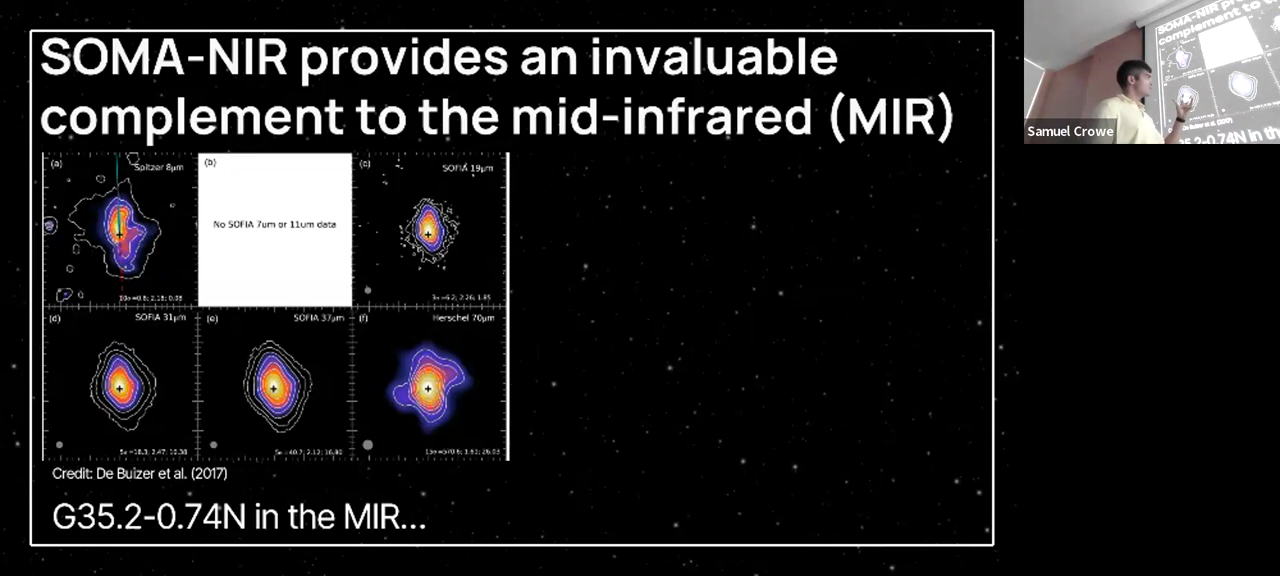 SOMA-NIR provides an invaluable
complement to the mid-infrared (MIR)
(a)
Spitzer 8μm
(b)
No SOFIA 7um or 11um data
(c)
SOFIA 19μm
(d)
SOFIA 31μm
(e)
SOFIA 37μm
(f)
Herschel 70μm
Credit: De Buizer et al. (2017)
G35.2-0.74N in the MIR...
Samuel Crowe